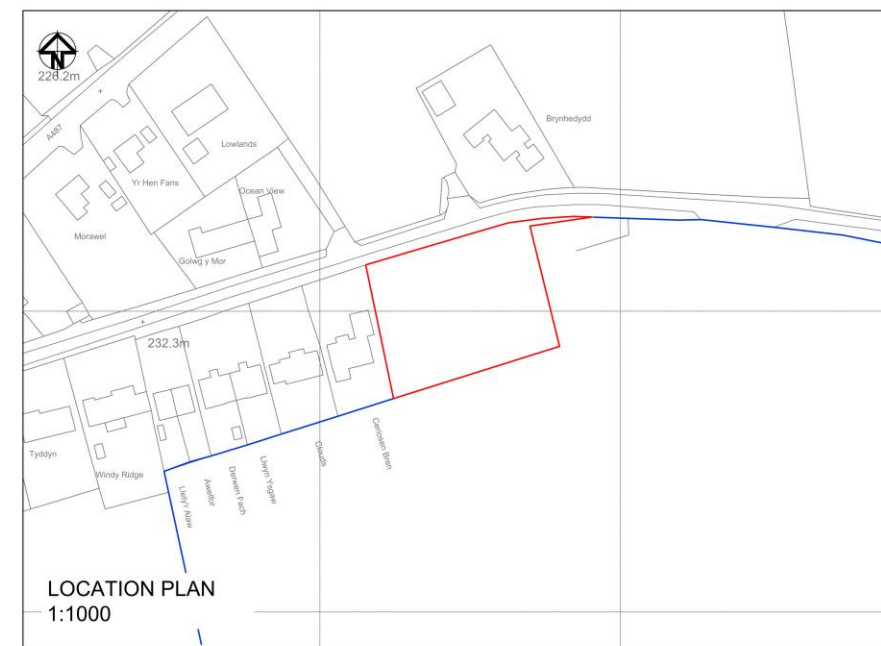 N
226.2m
A487
Lowlands
Brynhedydd
Yr Hen Fans
Ocean View
Morawel
Golwg y Mor
232.3m
Tyddyn
Windy Ridge
Llety'r Alaw
Awelfor
Derwen Fach
Llwyn Ysgaw
Clouds
Ceriosen Bren
LOCATION PLAN
1:1000